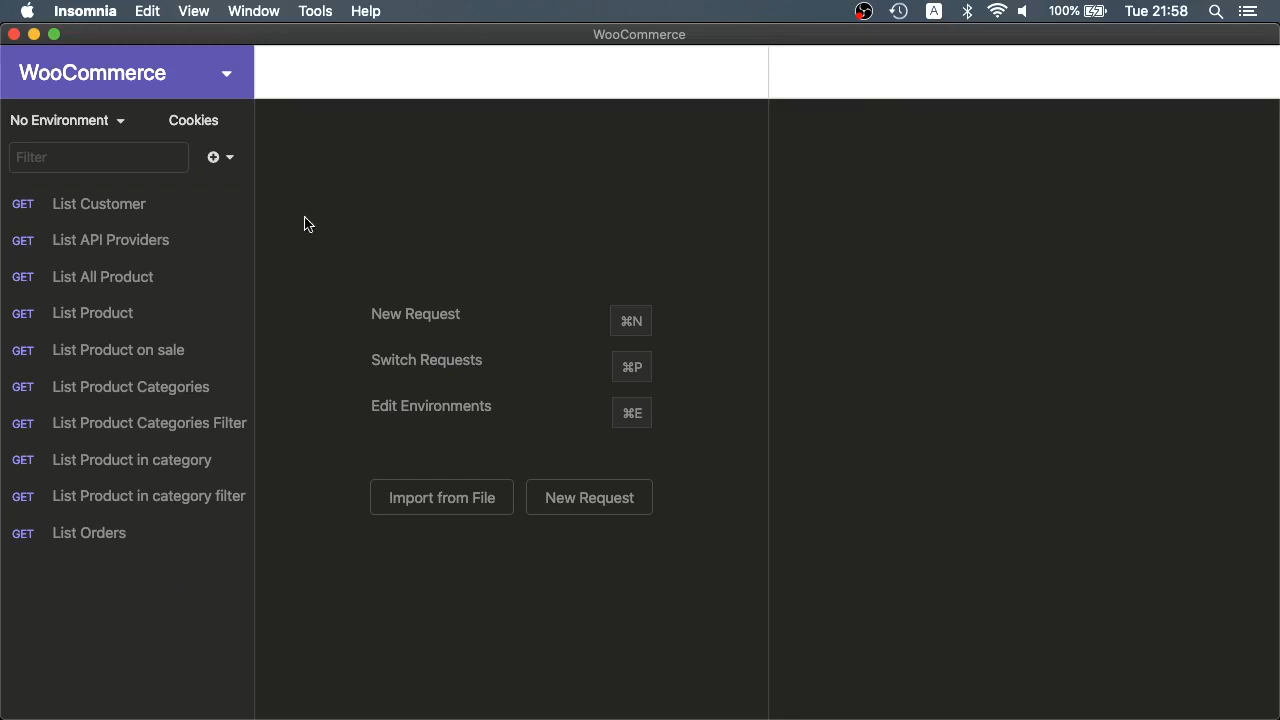 Insomnia Edit View Window Tools Help A 100% Tue 21:58
WooCommerce
WooCommerce
No Environment Cookies
Filter
GET List Customer
GET List API Providers
GET List All Product
GET List Product
GET List Product on sale
GET List Product Categories
GET List Product Categories Filter
GET List Product in category
GET List Product in category filter
GET List Orders
New Request ⌘N
Switch Requests ⌘P
Edit Environments ⌘E
Import from File New Request